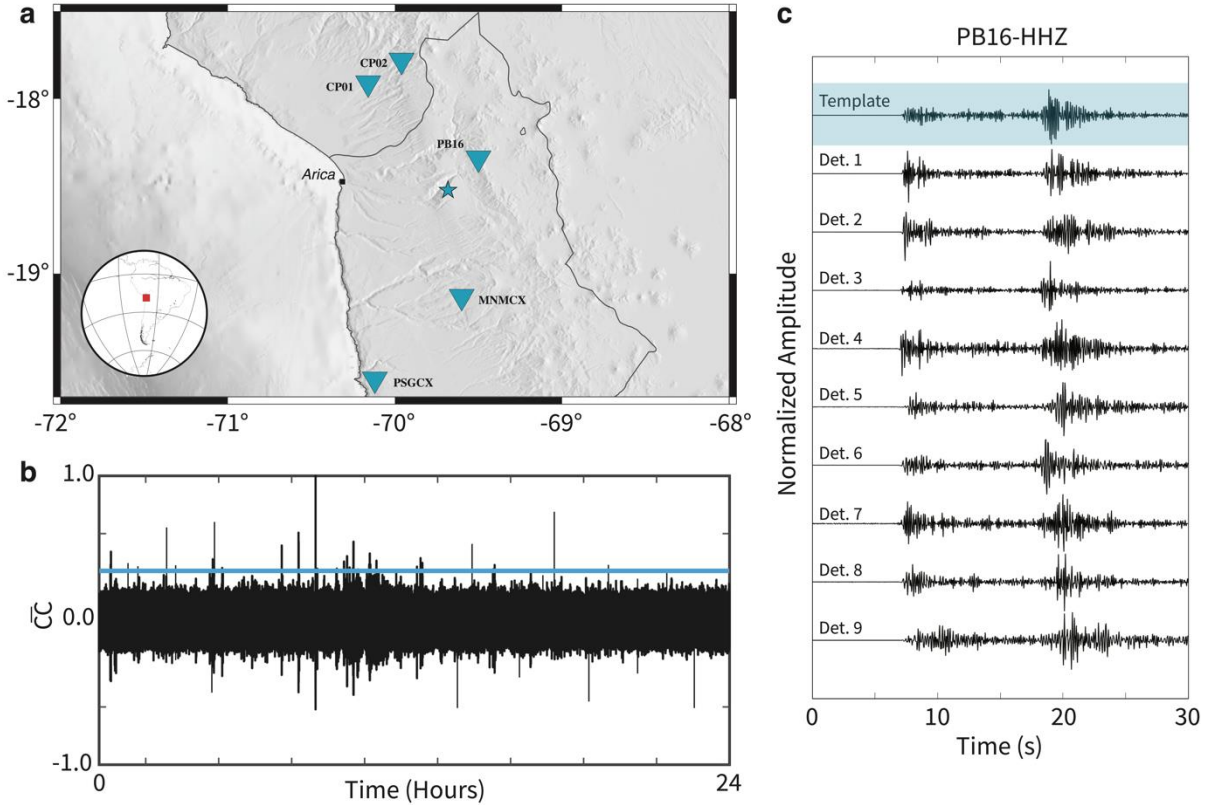 a
CP02
CP01
PB16
Arica
MNMCX
PSGCX
-18°
-19°
-72° -71° -70° -69° -68°
b
1.0
0.0
-1.0
C̅C̅
0 24
Time (Hours)
c
PB16-HHZ
Template
Det. 1
Det. 2
Det. 3
Det. 4
Det. 5
Det. 6
Det. 7
Det. 8
Det. 9
Normalized Amplitude
0 10 20 30
Time (s)